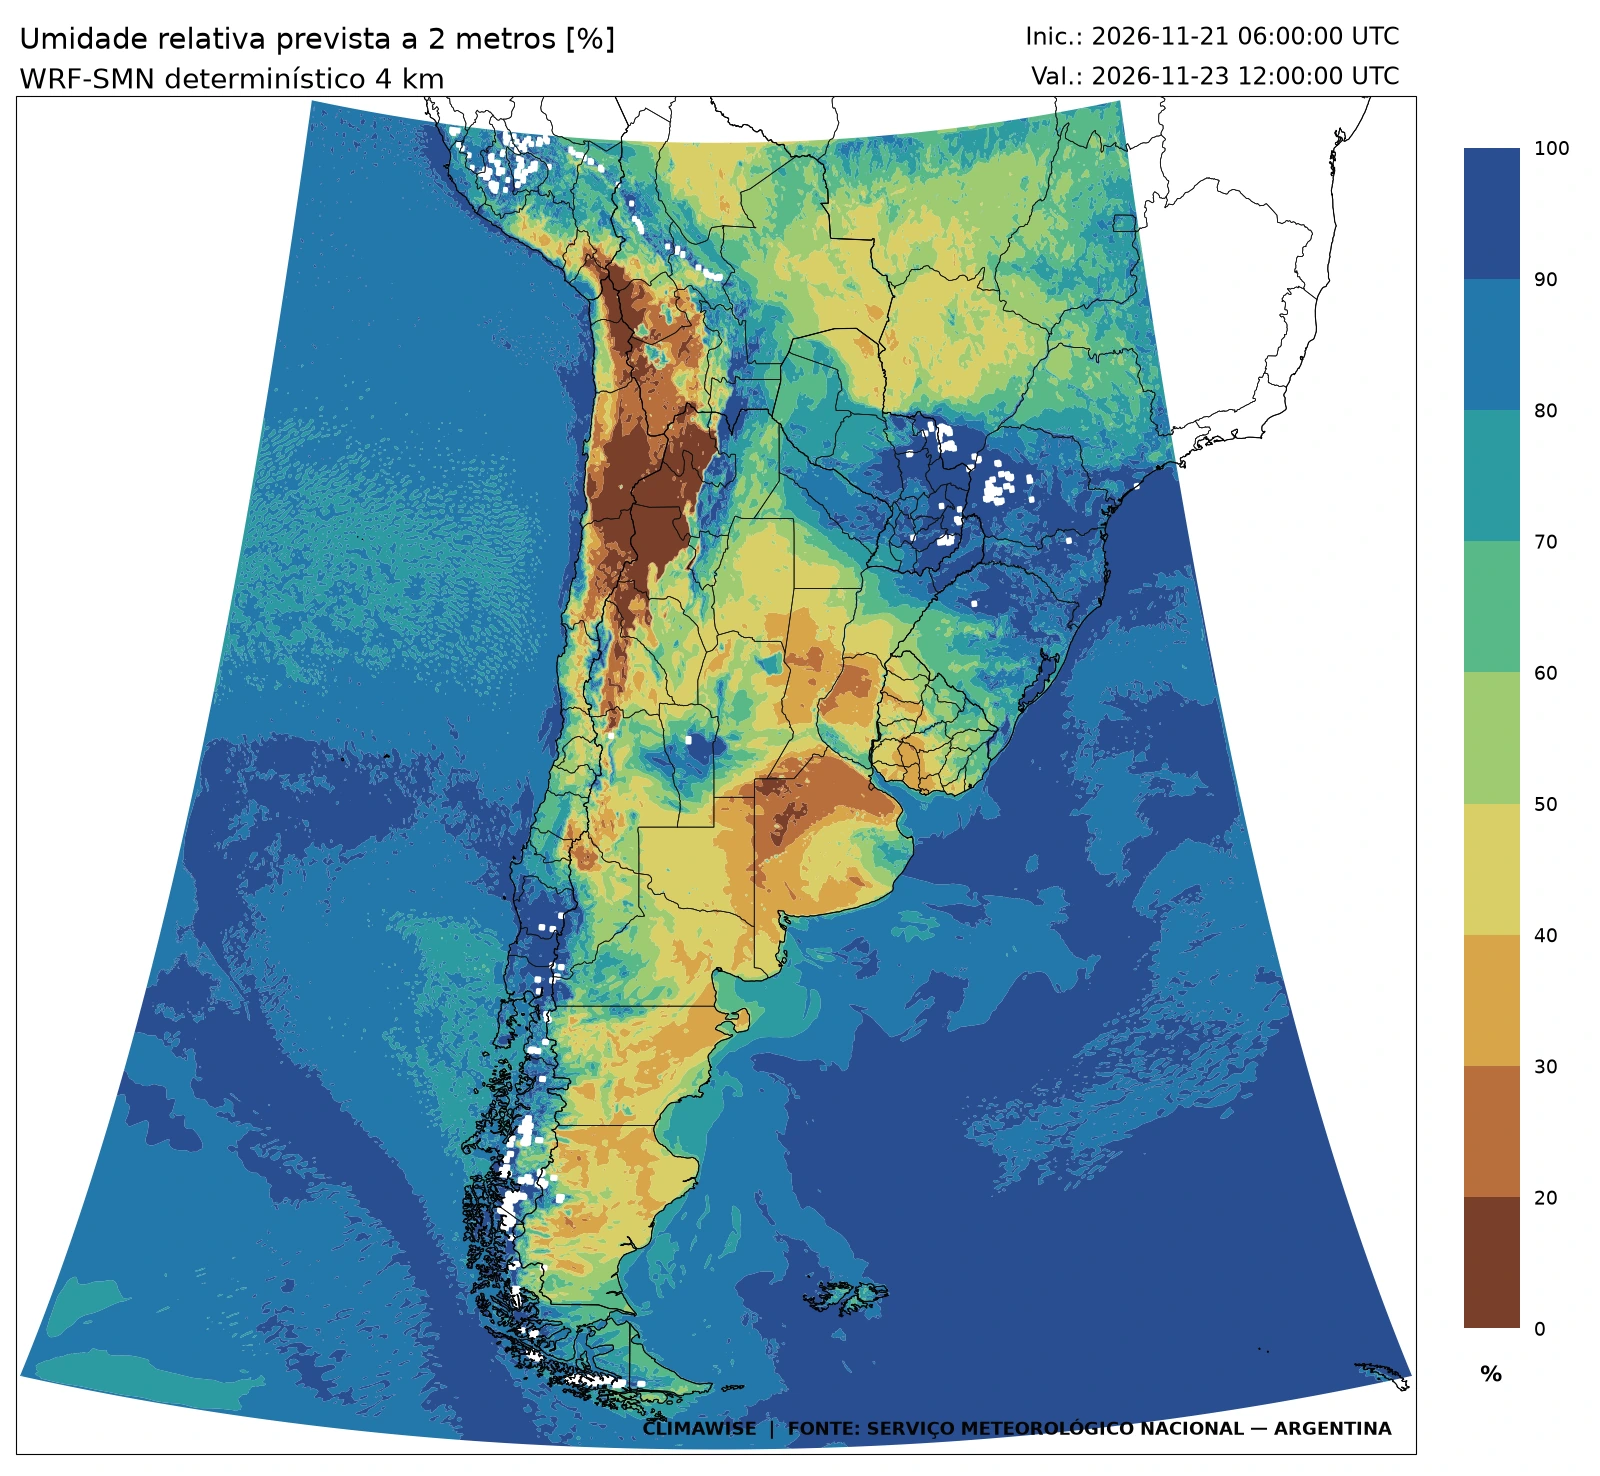 Umidade relativa prevista a 2 metros [%]
WRF-SMN determinístico 4 km
Inic.: 2026-11-21 06:00:00 UTC
Val.: 2026-11-23 12:00:00 UTC
100
90
80
70
60
50
40
30
20
0
%
CLIMAWISE | FONTE: SERVIÇO METEOROLÓGICO NACIONAL — ARGENTINA